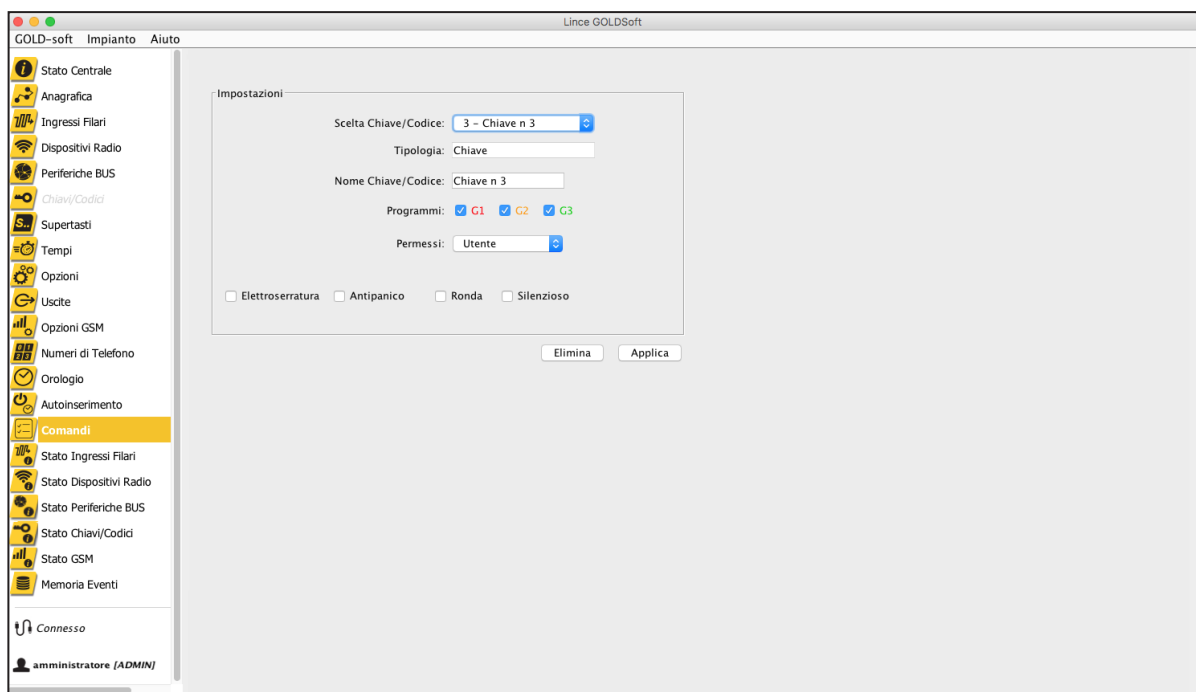 Lince GOLDSoft
GOLD-soft Impianto Aiuto
Stato Centrale
Anagrafica
Ingressi Filari
Dispositivi Radio
Periferiche BUS
Chiavi/Codici
Supertasti
Tempi
Opzioni
Uscite
Opzioni GSM
Numeri di Telefono
Orologio
Autoinserimento
Comandi
Stato Ingressi Filari
Stato Dispositivi Radio
Stato Periferiche BUS
Stato Chiavi/Codici
Stato GSM
Memoria Eventi
Connesso
amministratore [ADMIN]
Impostazioni
Scelta Chiave/Codice: 3 - Chiave n 3
Tipologia: Chiave
Nome Chiave/Codice: Chiave n 3
Programmi: G1 G2 G3
Permessi: Utente
Elettroserratura Antipanico Ronda Silenzioso
Elimina Applica